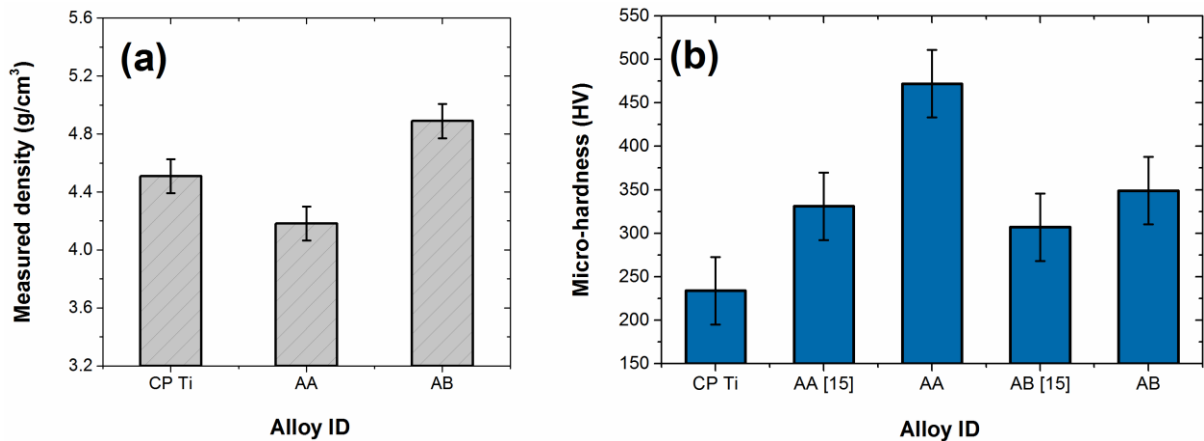 (a)
Measured density (g/cm³)
5.6
5.2
4.8
4.4
4.0
3.6
3.2
CP Ti AA AB
Alloy ID
(b)
Micro-hardness (HV)
550
500
450
400
350
300
250
200
150
CP Ti AA [15] AA AB [15] AB
Alloy ID